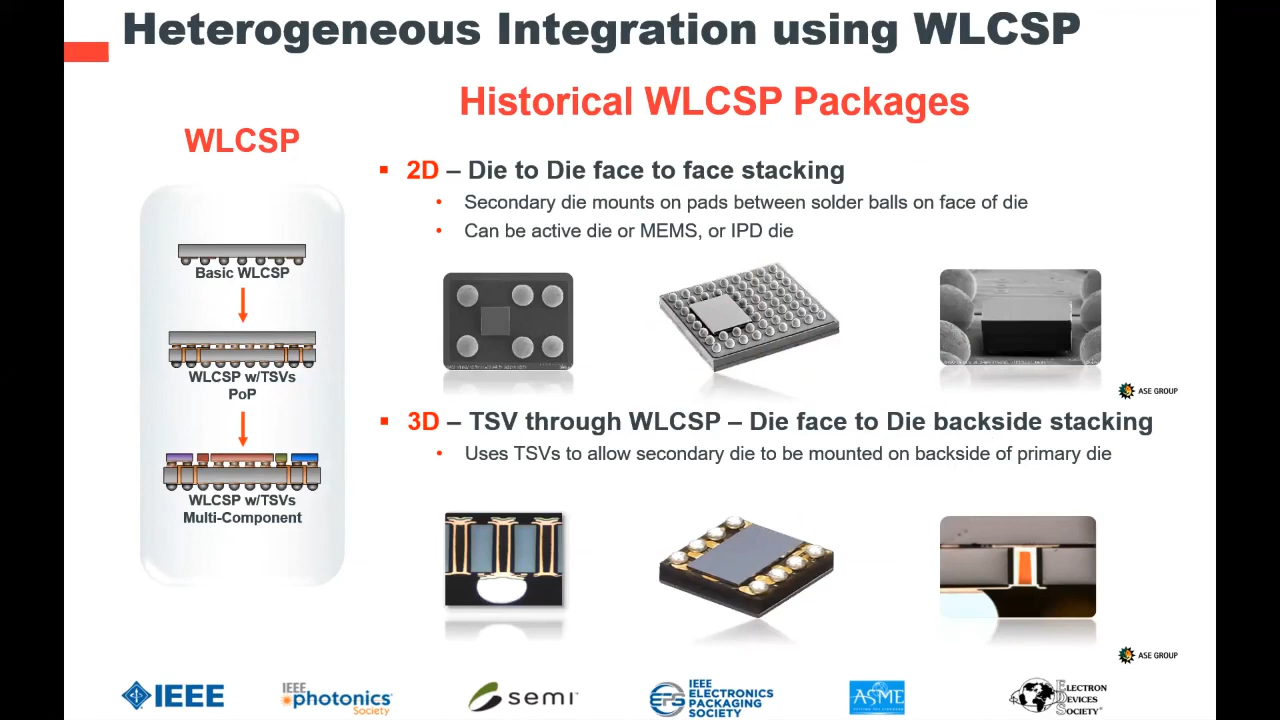 Heterogeneous Integration using WLCSP
Historical WLCSP Packages
WLCSP
Basic WLCSP
WLCSP w/TSVs
PoP
WLCSP w/TSVs
Multi-Component
▪ 2D – Die to Die face to face stacking
• Secondary die mounts on pads between solder balls on face of die
• Can be active die or MEMS, or IPD die
ASE GROUP
▪ 3D – TSV through WLCSP – Die face to Die backside stacking
• Uses TSVs to allow secondary die to be mounted on backside of primary die
ASE GROUP
IEEE
IEEE
photonics
Society
semi
EPS
IEEE
ELECTRONICS
PACKAGING
SOCIETY
ASME
ELECTRON
DEVICES
SOCIETY